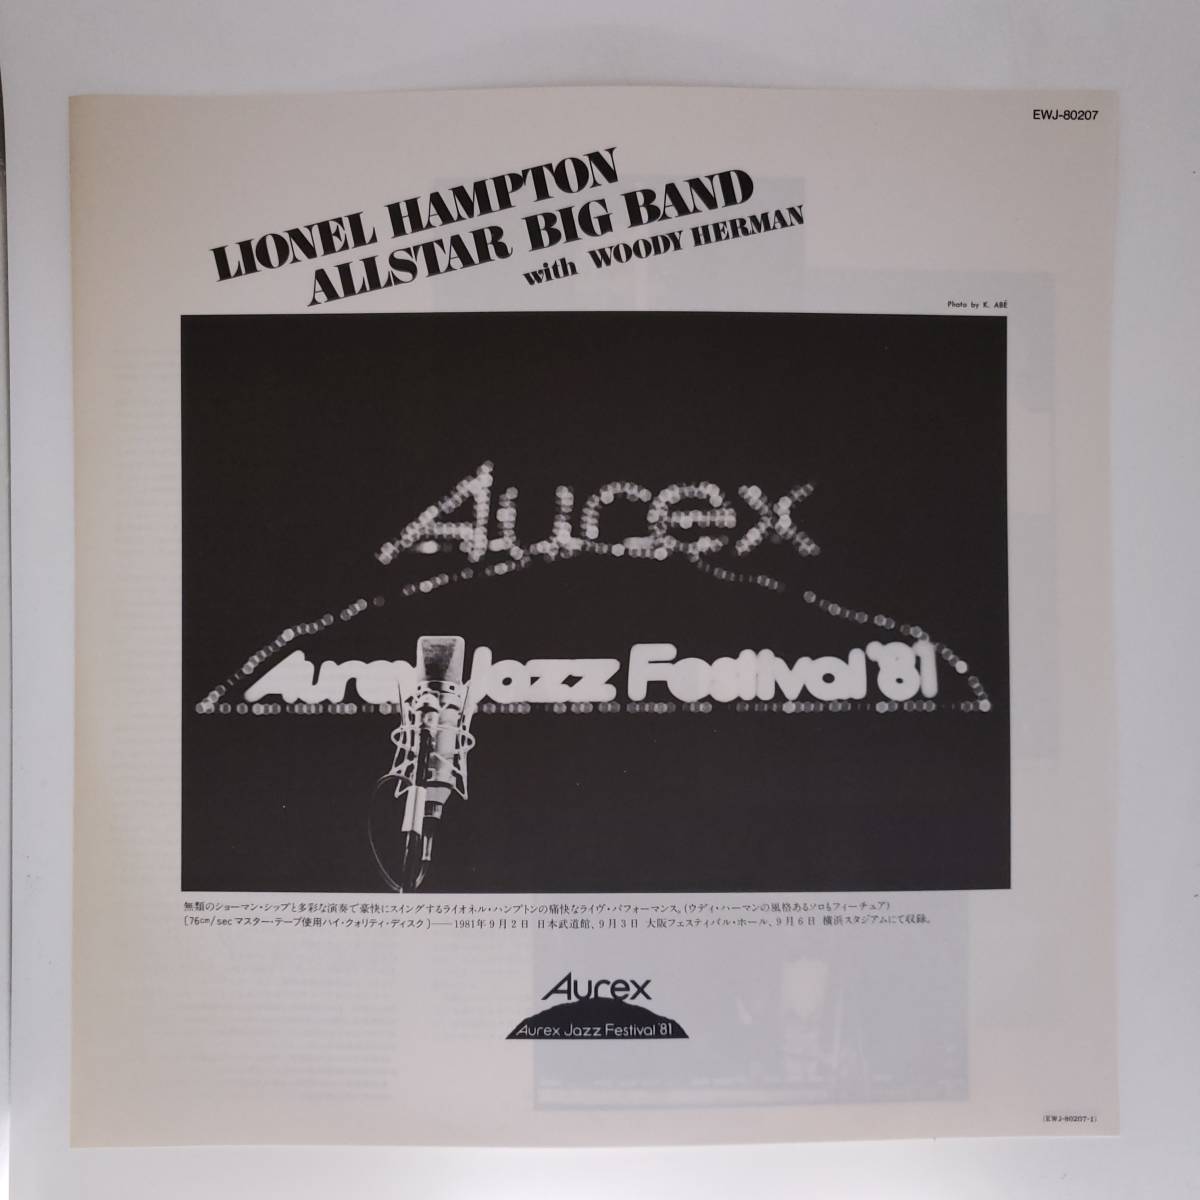 EWJ-80207
LIONEL HAMPTON
ALLSTAR BIG BAND
with WOODY HERMAN
Photo by K. ABÉ
Aurex
Aurex Jazz Festival '81
無類のショーマン・シップと多彩な演奏で豪快にスイングするライオネル・ハンプトンの痛快なライヴ・パフォーマンス。(ウディ・ハーマンの風格あるソロもフィーチュア)
〔76cm/sec マスター・テープ使用ハイ・クォリティ・ディスク〕——1981年9月2日 日本武道館、9月3日 大阪フェスティバル・ホール、9月6日 横浜スタジアムにて収録。
Aurex
Aurex Jazz Festival '81
(EWJ-80207-1)